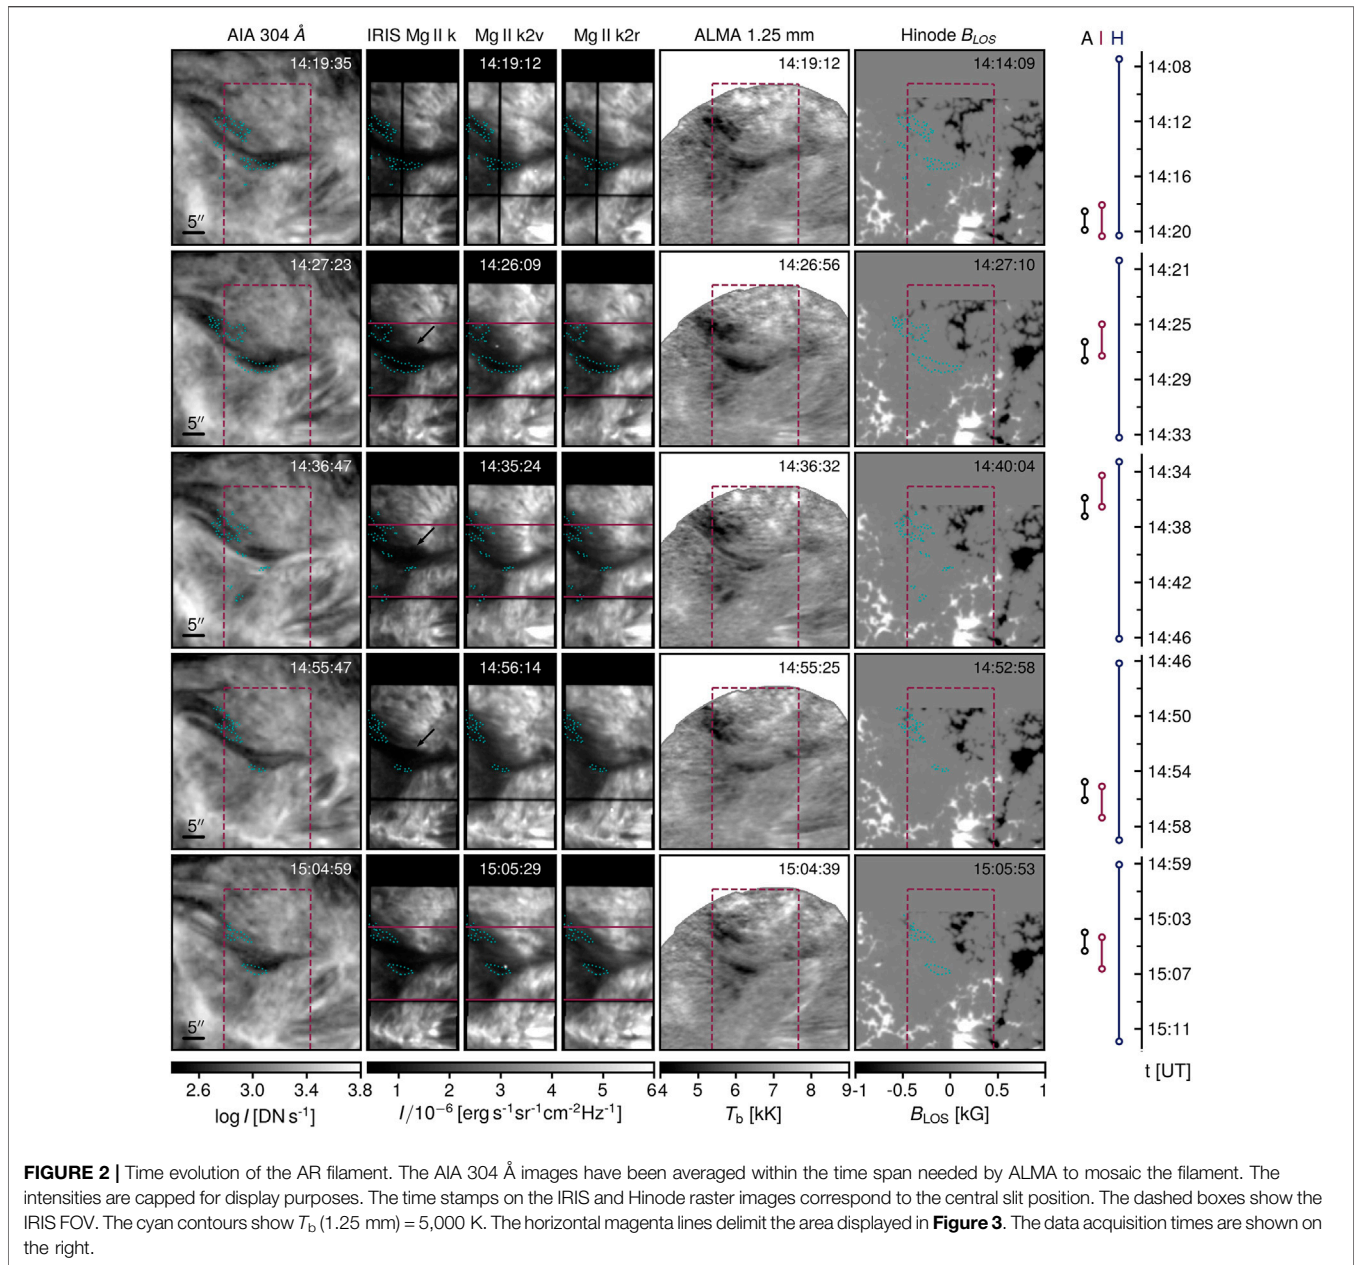 AIA 304 Å IRIS Mg II k Mg II k2v Mg II k2r ALMA 1.25 mm Hinode B_LOS A I H
14:19:35 14:19:12 14:19:12 14:14:09
5″
14:08
14:12
14:16
14:20
14:27:23 14:26:09 14:26:56 14:27:10
5″
14:21
14:25
14:29
14:33
14:36:47 14:35:24 14:36:32 14:40:04
5″
14:34
14:38
14:42
14:46
14:55:47 14:56:14 14:55:25 14:52:58
5″
14:46
14:50
14:54
14:58
15:04:59 15:05:29 15:04:39 15:05:53
5″
14:59
15:03
15:07
15:11
t [UT]
2.6 3.0 3.4 3.8 1 2 3 4 5 6 4 5 6 7 8 9 -1 -0.5 0 0.5 1
log I [DN s⁻¹] I/10⁻⁶ [erg s⁻¹sr⁻¹cm⁻²Hz⁻¹] T_b [kK] B_LOS [kG]
FIGURE 2 | Time evolution of the AR filament. The AIA 304 Å images have been averaged within the time span needed by ALMA to mosaic the filament. The
intensities are capped for display purposes. The time stamps on the IRIS and Hinode raster images correspond to the central slit position. The dashed boxes show the
IRIS FOV. The cyan contours show T_b (1.25 mm) = 5,000 K. The horizontal magenta lines delimit the area displayed in Figure 3. The data acquisition times are shown on
the right.